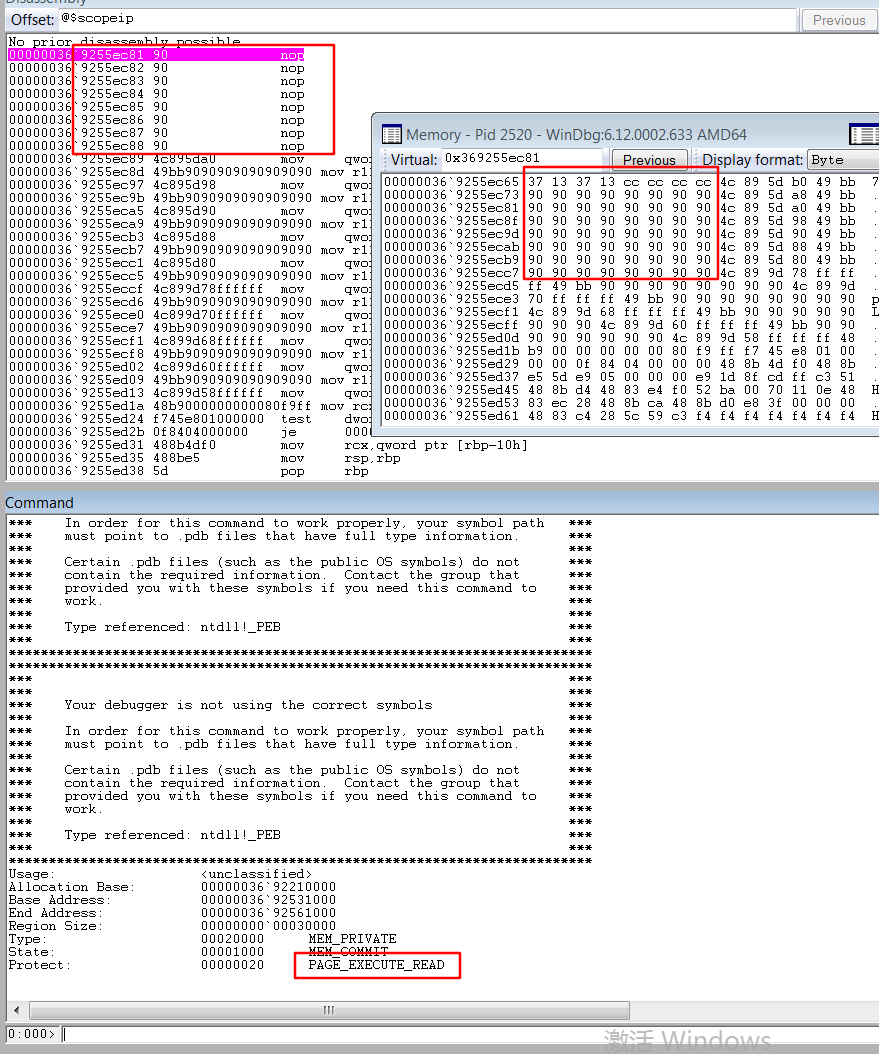 Disassembly
Offset: @$scopeip Previous
No prior disassembly possible
00000036`9255ec81 90 nop
00000036`9255ec82 90 nop
00000036`9255ec83 90 nop
00000036`9255ec84 90 nop
00000036`9255ec85 90 nop
00000036`9255ec86 90 nop
00000036`9255ec87 90 nop
00000036`9255ec88 90 nop
00000036`9255ec89 4c895da0 mov qwo
00000036`9255ec8d 49bb9090909090909090 mov r1
00000036`9255ec97 4c895d98 mov qwo
00000036`9255ec9b 49bb9090909090909090 mov r1
00000036`9255eca5 4c895d90 mov qwo
00000036`9255eca9 49bb9090909090909090 mov r1
00000036`9255ecb3 4c895d88 mov qwo
00000036`9255ecb7 49bb9090909090909090 mov r1
00000036`9255ecc1 4c895d80 mov qwo
00000036`9255ecc5 49bb9090909090909090 mov r1
00000036`9255eccf 4c899d78ffffff mov qwo
00000036`9255ecd6 49bb9090909090909090 mov r1
00000036`9255ece0 4c899d70ffffff mov qwo
00000036`9255ece7 49bb9090909090909090 mov r1
00000036`9255ecf1 4c899d68ffffff mov qwo
00000036`9255ecf8 49bb9090909090909090 mov r1
00000036`9255ed02 4c899d60ffffff mov qwo
00000036`9255ed09 49bb9090909090909090 mov r1
00000036`9255ed13 4c899d58ffffff mov qwo
00000036`9255ed1a 48b9000000000080f9ff mov rcx
00000036`9255ed24 f745e801000000 test dwo
00000036`9255ed2b 0f8404000000 je 000
00000036`9255ed31 488b4df0 mov rcx,qword ptr [rbp-10h]
00000036`9255ed35 488be5 mov rsp,rbp
00000036`9255ed38 5d pop rbp
Memory - Pid 2520 - WinDbg:6.12.0002.633 AMD64
Virtual: 0x369255ec81 Previous Display format: Byte
00000036`9255ec65 37 13 37 13 cc cc cc cc 4c 89 5d b0 49 bb 7
00000036`9255ec73 90 90 90 90 90 90 90 90 4c 89 5d a8 49 bb .
00000036`9255ec81 90 90 90 90 90 90 90 90 4c 89 5d a0 49 bb .
00000036`9255ec8f 90 90 90 90 90 90 90 90 4c 89 5d 98 49 bb .
00000036`9255ec9d 90 90 90 90 90 90 90 90 4c 89 5d 90 49 bb .
00000036`9255ecab 90 90 90 90 90 90 90 90 4c 89 5d 88 49 bb .
00000036`9255ecb9 90 90 90 90 90 90 90 90 4c 89 5d 80 49 bb .
00000036`9255ecc7 90 90 90 90 90 90 90 90 4c 89 9d 78 ff ff .
00000036`9255ecd5 ff 49 bb 90 90 90 90 90 90 90 90 4c 89 9d .
00000036`9255ece3 70 ff ff ff 49 bb 90 90 90 90 90 90 90 90 p
00000036`9255ecf1 4c 89 9d 68 ff ff ff 49 bb 90 90 90 90 90 L
00000036`9255ecff 90 90 90 4c 89 9d 60 ff ff ff 49 bb 90 90 .
00000036`9255ed0d 90 90 90 90 90 90 4c 89 9d 58 ff ff ff 48 .
00000036`9255ed1b b9 00 00 00 00 00 80 f9 ff f7 45 e8 01 00 .
00000036`9255ed29 00 00 0f 84 04 00 00 00 48 8b 4d f0 48 8b .
00000036`9255ed37 e5 5d e9 05 00 00 00 e9 1d 8f cd ff c3 51 .
00000036`9255ed45 48 8b d4 48 83 e4 f0 52 ba 00 70 11 0e 48 H
00000036`9255ed53 83 ec 28 48 8b ca 48 8b d0 e8 3f 00 00 00 .
00000036`9255ed61 48 83 c4 28 5c 59 c3 f4 f4 f4 f4 f4 f4 f4 H
Command
*** In order for this command to work properly, your symbol path ***
*** must point to .pdb files that have full type information. ***
*** ***
*** Certain .pdb files (such as the public OS symbols) do not ***
*** contain the required information. Contact the group that ***
*** provided you with these symbols if you need this command to ***
*** work. ***
*** ***
*** Type referenced: ntdll!_PEB ***
*** ***
*************************************************************************
*************************************************************************
*** ***
*** ***
*** Your debugger is not using the correct symbols ***
*** ***
*** In order for this command to work properly, your symbol path ***
*** must point to .pdb files that have full type information. ***
*** ***
*** Certain .pdb files (such as the public OS symbols) do not ***
*** contain the required information. Contact the group that ***
*** provided you with these symbols if you need this command to ***
*** work. ***
*** ***
*** Type referenced: ntdll!_PEB ***
*** ***
*************************************************************************
Usage: <unclassified>
Allocation Base: 00000036`92210000
Base Address: 00000036`92531000
End Address: 00000036`92561000
Region Size: 00000000`00030000
Type: 00020000 MEM_PRIVATE
State: 00001000 MEM_COMMIT
Protect: 00000020 PAGE_EXECUTE_READ
0:000>
激活 Windows